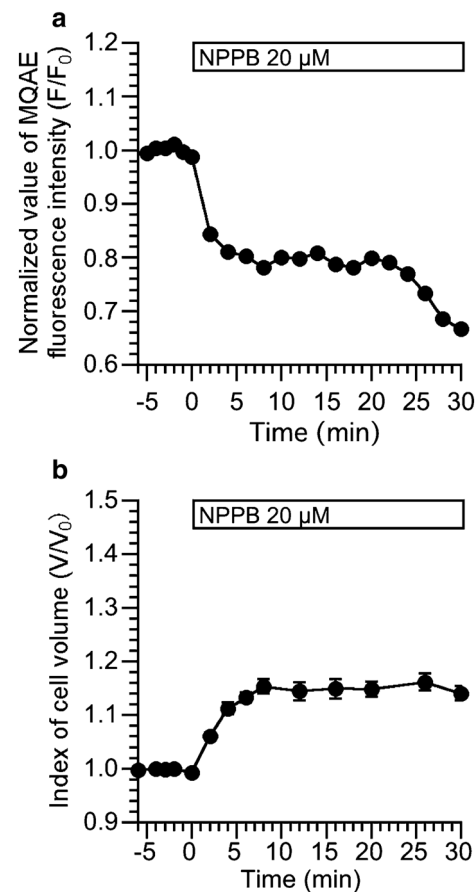 a
Normalized value of MQAE
fluorescence intensity (F/F₀)
1.2
1.1
1.0
0.9
0.8
0.7
0.6
NPPB 20 µM
-5 0 5 10 15 20 25 30
Time (min)
b
Index of cell volume (V/V₀)
1.5
1.4
1.3
1.2
1.1
1.0
0.9
NPPB 20 µM
-5 0 5 10 15 20 25 30
Time (min)